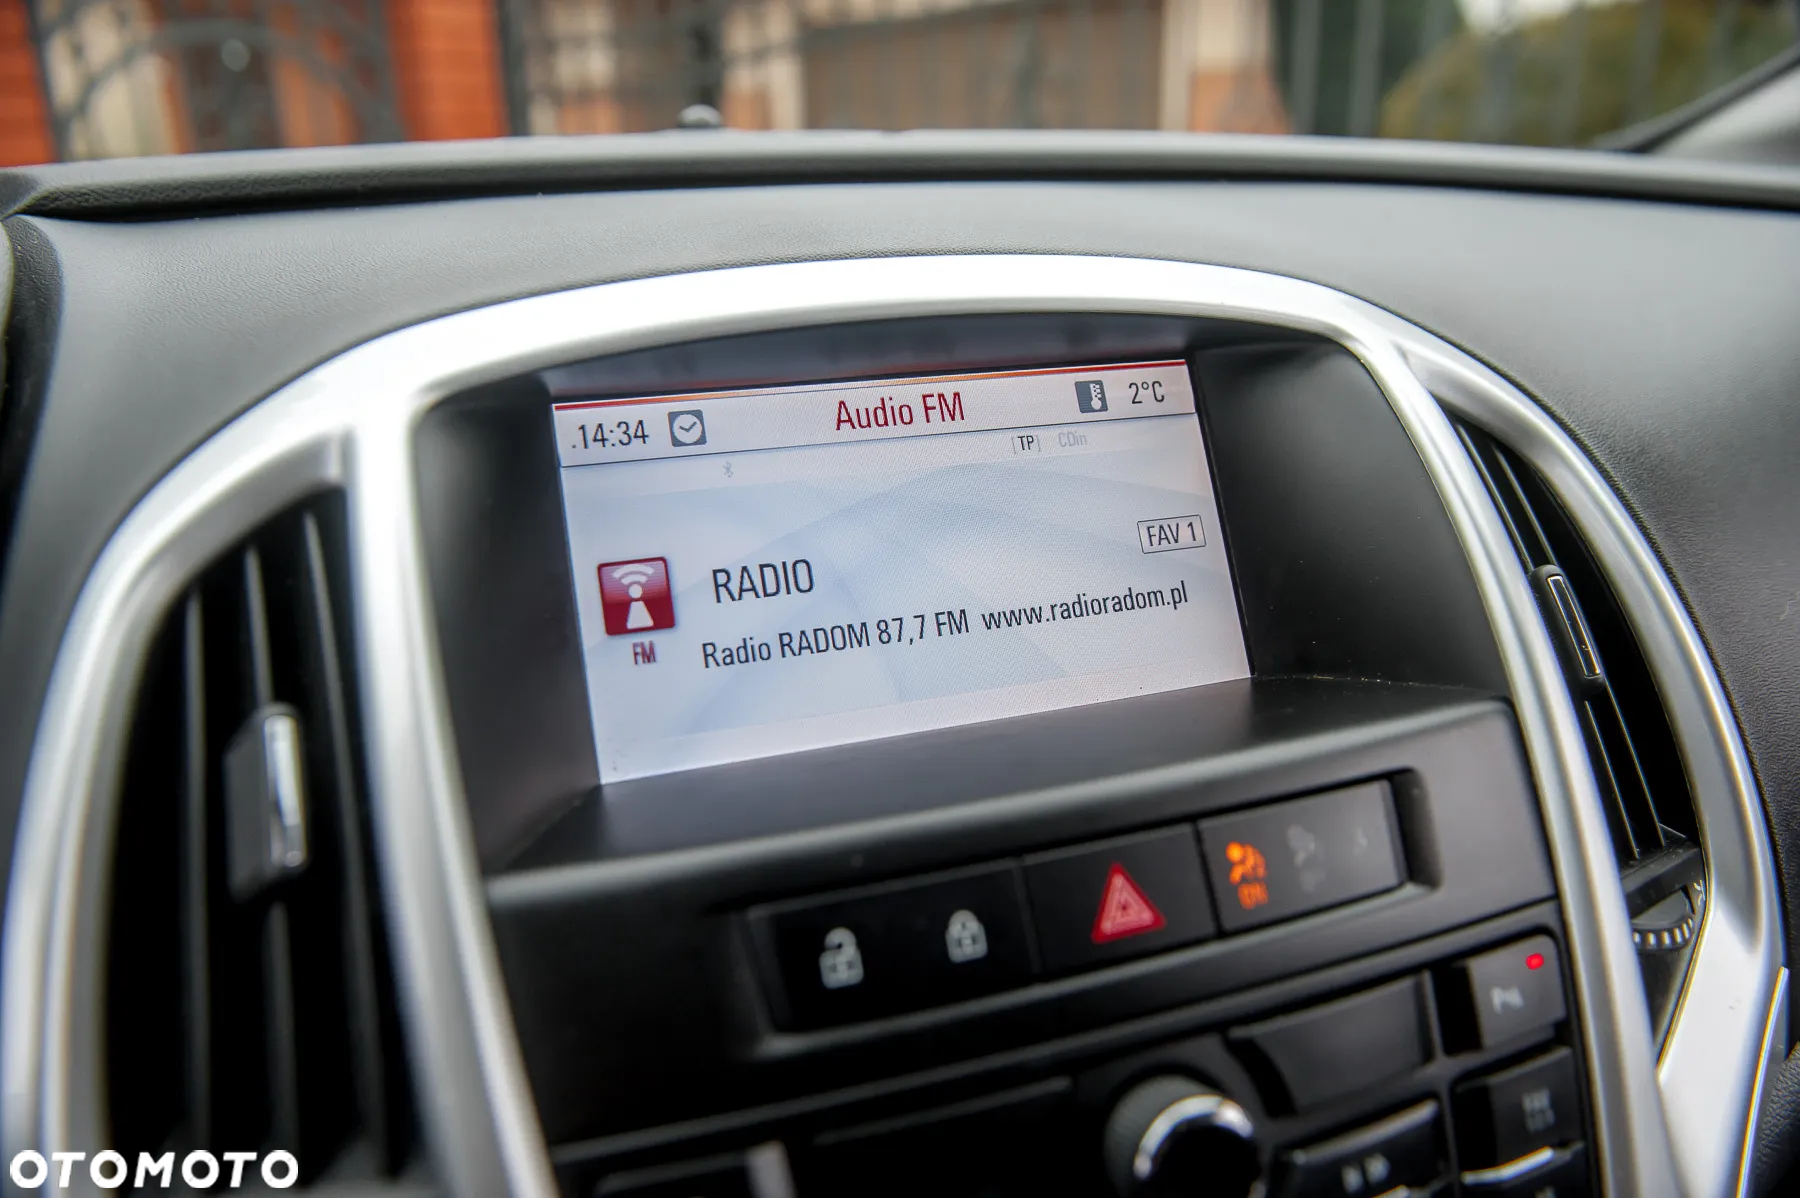 .14:34
Audio FM
2°C
[TP] CDin
FAV 1
RADIO
FM
Radio RADOM 87,7 FM www.radioradom.pl
ON
OTOMOTO